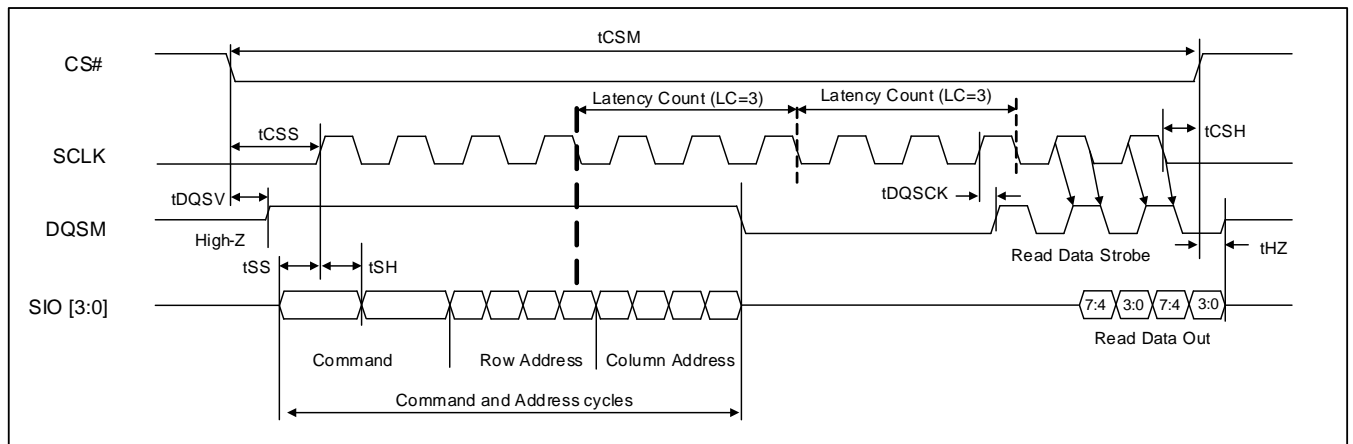 tCSM
CS#
Latency Count (LC=3)
Latency Count (LC=3)
tCSS
tCSH
SCLK
tDQSV
tDQSCK
DQSM
High-Z
Read Data Strobe
tHZ
tSS
tSH
SIO [3:0]
7:4
3:0
7:4
3:0
Read Data Out
Command
Row Address
Column Address
Command and Address cycles